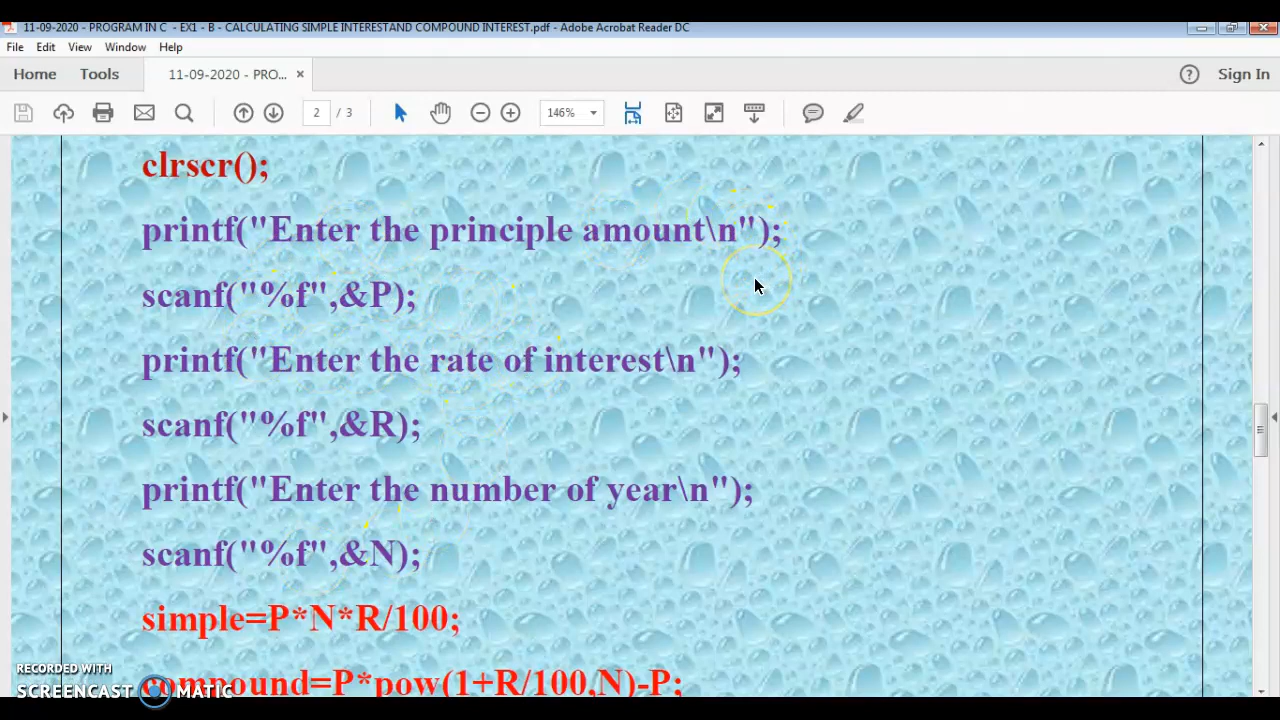 11-09-2020 - PROGRAM IN C - EX1 - B - CALCULATING SIMPLE INTERESTAND COMPOUND INTEREST.pdf - Adobe Acrobat Reader DC
File Edit View Window Help
Home Tools 11-09-2020 - PRO... × Sign In
2 / 3 146%
clrscr();
printf("Enter the principle amount\n");
scanf("%f",&P);
printf("Enter the rate of interest\n");
scanf("%f",&R);
printf("Enter the number of year\n");
scanf("%f",&N);
simple=P*N*R/100;
compound=P*pow(1+R/100,N)-P;
RECORDED WITH
SCREENCAST MATIC